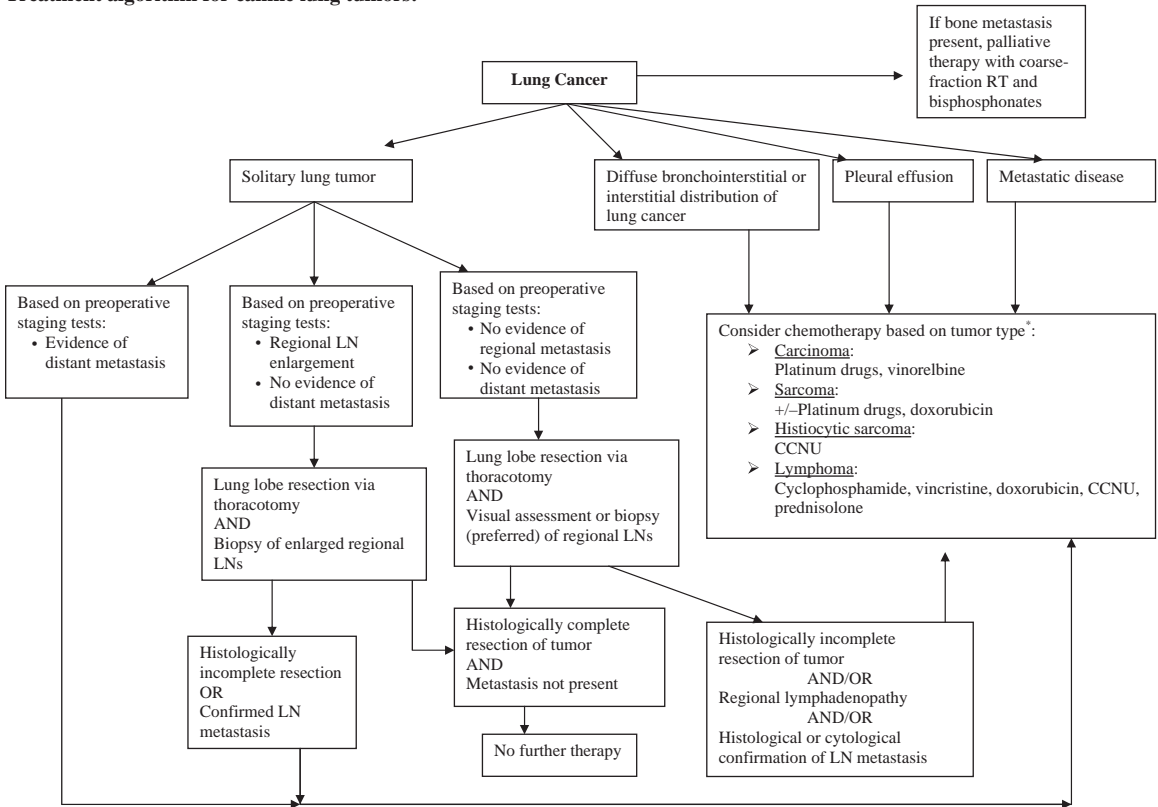 Treatment algorithm for canine lung tumors.
If bone metastasis
present, palliative
therapy with coarse-
fraction RT and
bisphosphonates
Lung Cancer
Solitary lung tumor
Diffuse bronchointerstitial or
interstitial distribution of
lung cancer
Pleural effusion
Metastatic disease
Based on preoperative
staging tests:
• Evidence of
distant metastasis
Based on preoperative
staging tests:
• Regional LN
enlargement
• No evidence of
distant metastasis
Based on preoperative
staging tests:
• No evidence of
regional metastasis
• No evidence of
distant metastasis
Consider chemotherapy based on tumor type*:
➢ Carcinoma:
Platinum drugs, vinorelbine
➢ Sarcoma:
+/–Platinum drugs, doxorubicin
➢ Histiocytic sarcoma:
CCNU
➢ Lymphoma:
Cyclophosphamide, vincristine, doxorubicin, CCNU,
prednisolone
Lung lobe resection via
thoracotomy
AND
Biopsy of enlarged regional
LNs
Lung lobe resection via
thoracotomy
AND
Visual assessment or biopsy
(preferred) of regional LNs
Histologically
incomplete resection
OR
Confirmed LN
metastasis
Histologically complete
resection of tumor
AND
Metastasis not present
No further therapy
Histologically incomplete
resection of tumor
AND/OR
Regional lymphadenopathy
AND/OR
Histological or cytological
confirmation of LN metastasis